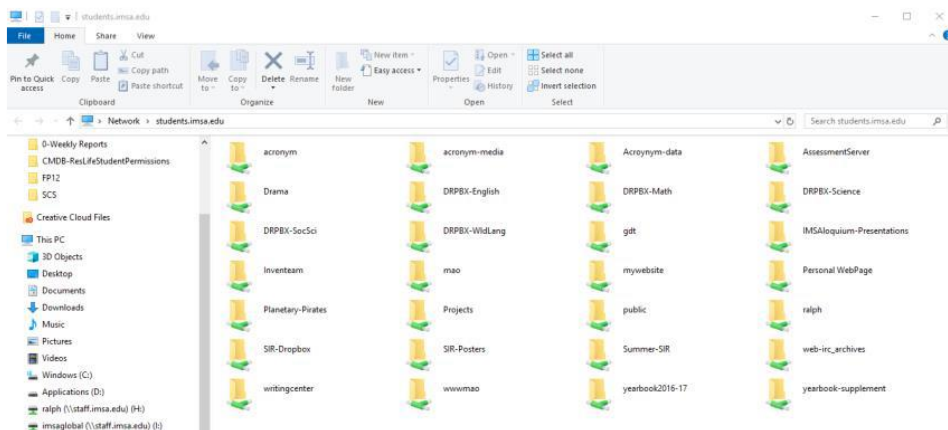 students.imsa.edu
File Home Share View
Pin to Quick access
Copy
Paste
Cut
Copy path
Paste shortcut
Move to
Copy to
Delete
Rename
New folder
New item
Easy access
Properties
Open
Edit
History
Select all
Select none
Invert selection
Clipboard Organize New Open Select
Network › students.imsa.edu
Search students.imsa.edu
0-Weekly Reports
CMDB-ResLifeStudentPermissions
FP12
SCS
Creative Cloud Files
This PC
3D Objects
Desktop
Documents
Downloads
Music
Pictures
Videos
Windows (C:)
Applications (D:)
ralph (\\staff.imsa.edu) (H:)
imsaglobal (\\staff.imsa.edu) (I:)
acronym acronym-media Acroynym-data AssessmentServer
Drama DRPBX-English DRPBX-Math DRPBX-Science
DRPBX-SocSci DRPBX-WldLang gdt IMSAloquium-Presentations
Inventeam mao mywebsite Personal WebPage
Planetary-Pirates Projects public ralph
SIR-Dropbox SIR-Posters Summer-SIR web-irc_archives
writingcenter wwwmao yearbook2016-17 yearbook-supplement